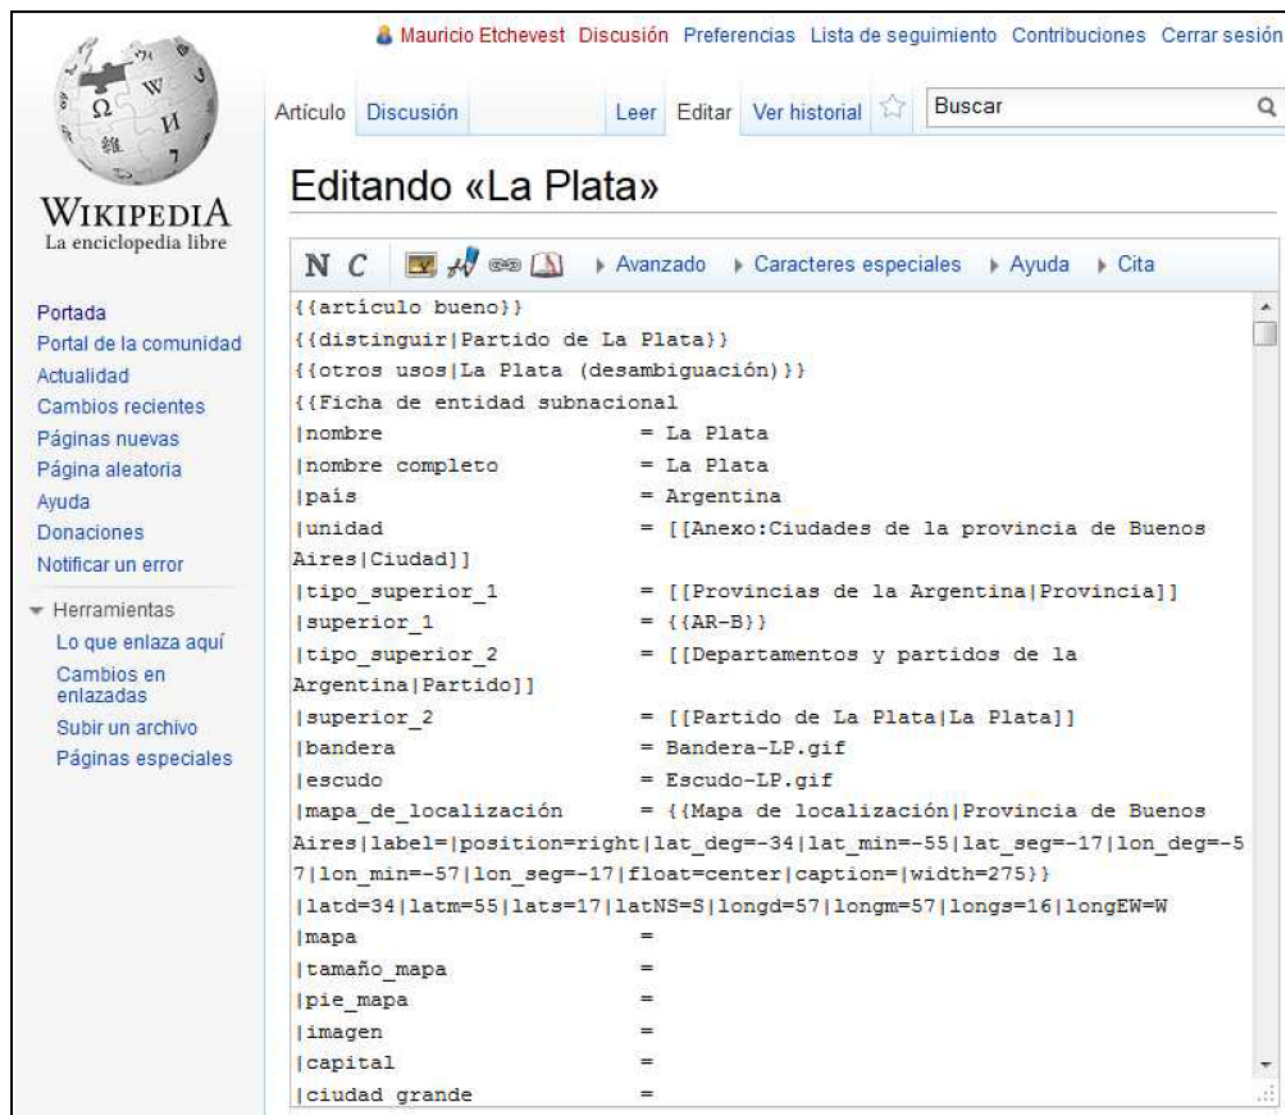 Mauricio Etchevest Discusión Preferencias Lista de seguimiento Contribuciones Cerrar sesión
Artículo Discusión Leer Editar Ver historial Buscar
WIKIPEDIA
La enciclopedia libre
Portada
Portal de la comunidad
Actualidad
Cambios recientes
Páginas nuevas
Página aleatoria
Ayuda
Donaciones
Notificar un error
Herramientas
Lo que enlaza aquí
Cambios en
enlazadas
Subir un archivo
Páginas especiales
Editando «La Plata»
N C Avanzado Caracteres especiales Ayuda Cita
{{artículo bueno}}
{{distinguir|Partido de La Plata}}
{{otros usos|La Plata (desambiguación)}}
{{Ficha de entidad subnacional
|nombre = La Plata
|nombre completo = La Plata
|país = Argentina
|unidad = [[Anexo:Ciudades de la provincia de Buenos
Aires|Ciudad]]
|tipo_superior_1 = [[Provincias de la Argentina|Provincia]]
|superior_1 = {{AR-B}}
|tipo_superior_2 = [[Departamentos y partidos de la
Argentina|Partido]]
|superior_2 = [[Partido de La Plata|La Plata]]
|bandera = Bandera-LP.gif
|escudo = Escudo-LP.gif
|mapa_de_localización = {{Mapa de localización|Provincia de Buenos
Aires|label=|position=right|lat_deg=-34|lat_min=-55|lat_seg=-17|lon_deg=-5
7|lon_min=-57|lon_seg=-17|float=center|caption=|width=275}}
|latd=34|latm=55|lats=17|latNS=S|longd=57|longm=57|longs=16|longEW=W
|mapa =
|tamaño_mapa =
|pie_mapa =
|imagen =
|capital =
|ciudad grande =